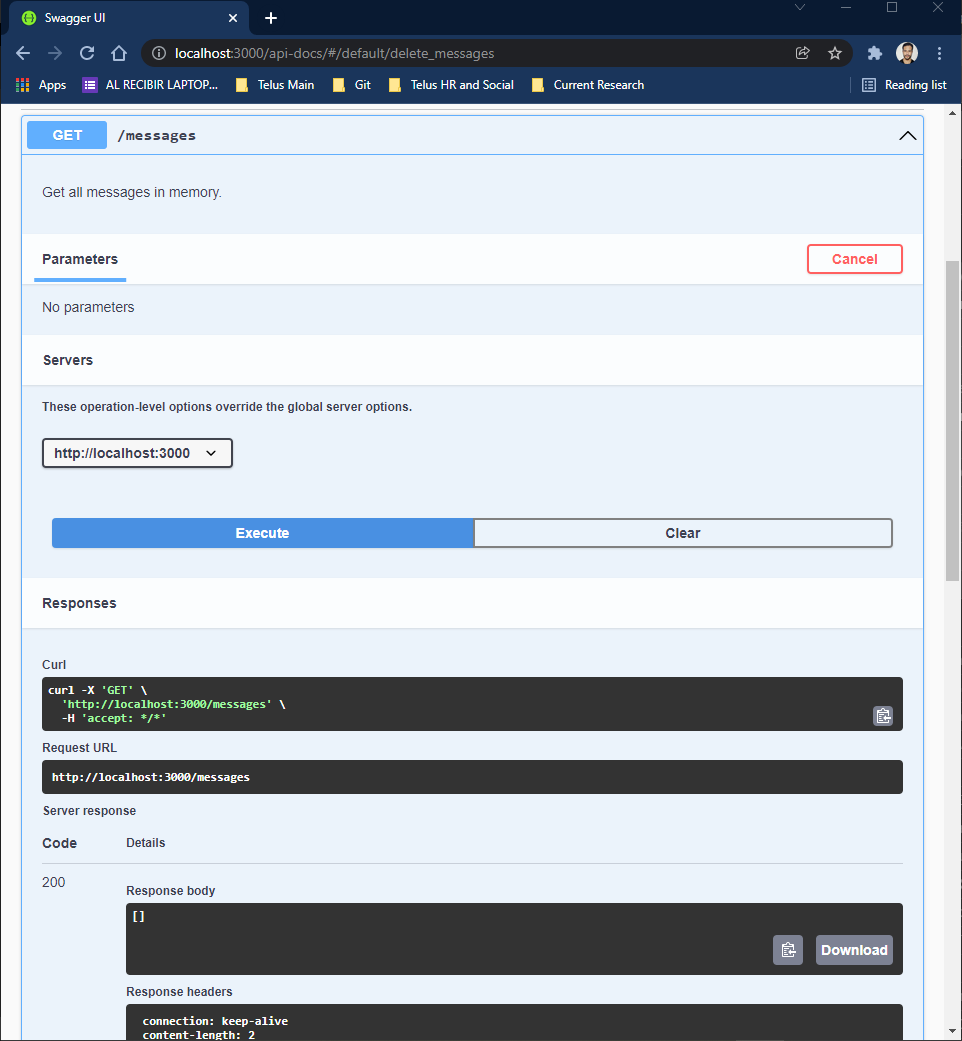 Swagger UI
localhost:3000/api-docs/#/default/delete_messages
Apps AL RECIBIR LAPTOP... Telus Main Git Telus HR and Social Current Research Reading list
GET /messages
Get all messages in memory.
Parameters Cancel
No parameters
Servers
These operation-level options override the global server options.
http://localhost:3000
Execute Clear
Responses
Curl
curl -X 'GET' \
'http://localhost:3000/messages' \
-H 'accept: */*'
Request URL
http://localhost:3000/messages
Server response
Code Details
200
Response body
[]
Download
Response headers
connection: keep-alive
content-length: 2